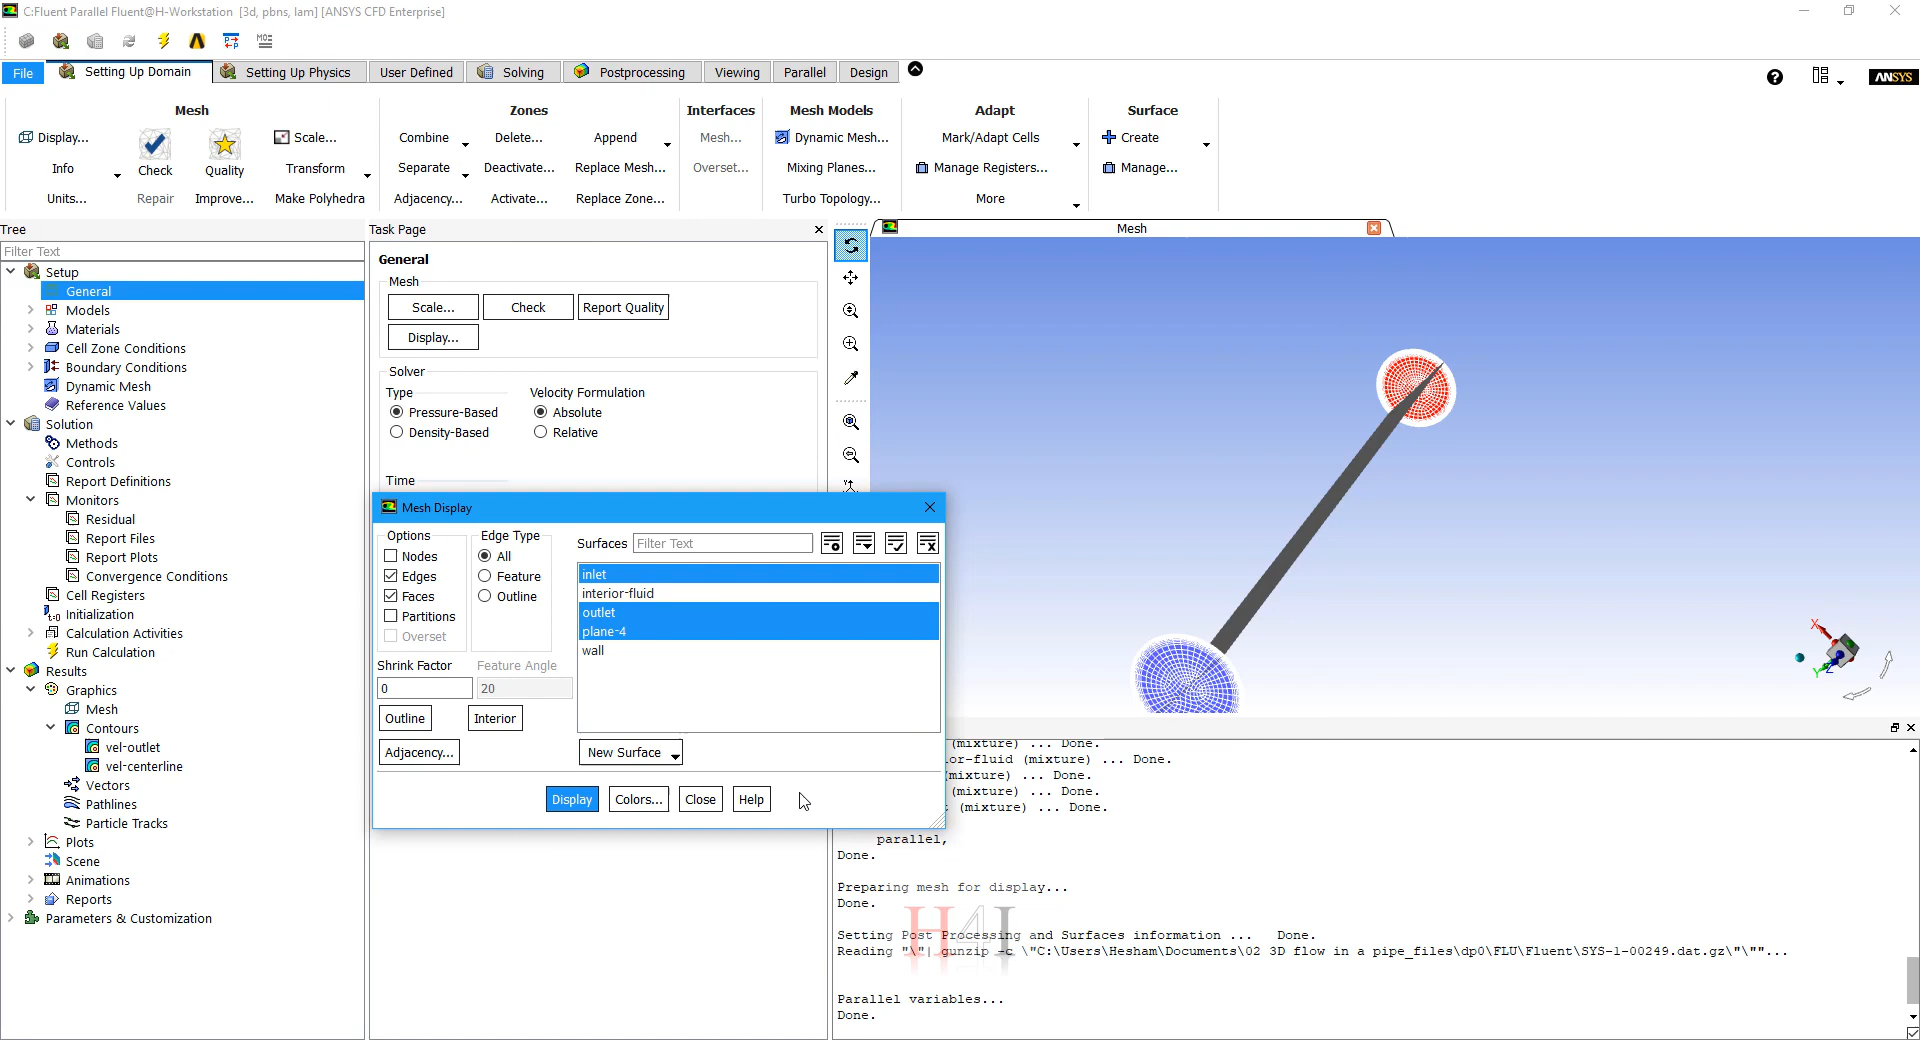 C:Fluent Parallel Fluent@H-Workstation [3d, pbns, lam] [ANSYS CFD Enterprise]
File
Setting Up Domain
Setting Up Physics
User Defined
Solving
Postprocessing
Viewing
Parallel
Design
ANSYS
Mesh
Zones
Interfaces
Mesh Models
Adapt
Surface
Display...
Info
Units...
Check
Repair
Quality
Improve...
Scale...
Transform
Make Polyhedra
Combine
Separate
Adjacency...
Delete...
Deactivate...
Activate...
Append
Replace Mesh...
Replace Zone...
Mesh...
Overset...
Dynamic Mesh...
Mixing Planes...
Turbo Topology...
Mark/Adapt Cells
Manage Registers...
More
Create
Manage...
Tree
Filter Text
Setup
General
Models
Materials
Cell Zone Conditions
Boundary Conditions
Dynamic Mesh
Reference Values
Solution
Methods
Controls
Report Definitions
Monitors
Residual
Report Files
Report Plots
Convergence Conditions
Cell Registers
t=0 Initialization
Calculation Activities
Run Calculation
Results
Graphics
Mesh
Contours
vel-outlet
vel-centerline
Vectors
Pathlines
Particle Tracks
Plots
Scene
Animations
Reports
Parameters & Customization
Task Page
General
Mesh
Scale...
Check
Report Quality
Display...
Solver
Type
Velocity Formulation
Pressure-Based
Absolute
Density-Based
Relative
Time
Mesh Display
Options
Nodes
Edges
Faces
Partitions
Overset
Edge Type
All
Feature
Outline
Shrink Factor
0
Feature Angle
20
Outline
Interior
Adjacency...
Surfaces
Filter Text
inlet
interior-fluid
outlet
plane-4
wall
New Surface
Display
Colors...
Close
Help
Mesh
X
Y
Z
(mixture) ... Done.
or-fluid (mixture) ... Done.
(mixture) ... Done.
(mixture) ... Done.
(mixture) ... Done.
parallel,
Done.
Preparing mesh for display...
Done.
Setting Post Processing and Surfaces information ... Done.
Reading "\"| gunzip -c \"C:\Users\Hesham\Documents\02 3D flow in a pipe_files\dp0\FLU\Fluent\SYS-1-00249.dat.gz\"\""...
Parallel variables...
Done.
H4I